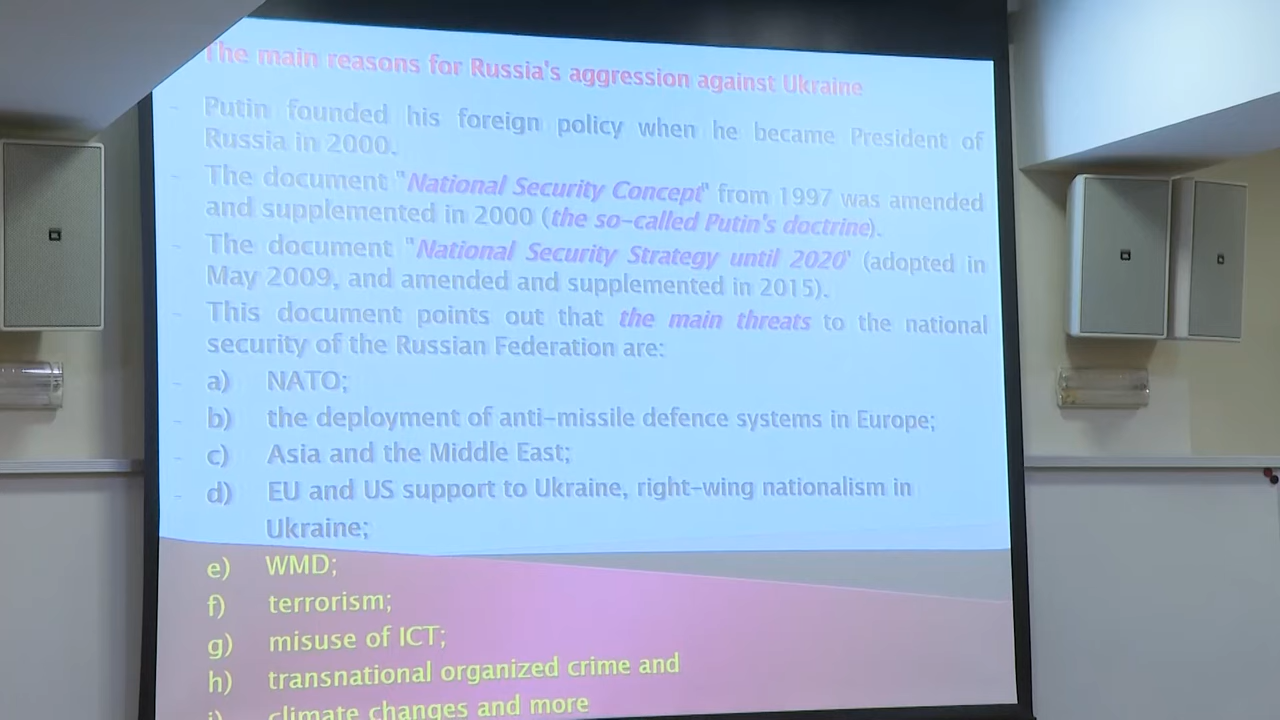 The main reasons for Russia's aggression against Ukraine
- Putin founded his foreign policy when he became President of
Russia in 2000.
- The document "National Security Concept" from 1997 was amended
and supplemented in 2000 (the so-called Putin's doctrine).
- The document "National Security Strategy until 2020" (adopted in
May 2009, and amended and supplemented in 2015).
- This document points out that the main threats to the national
security of the Russian Federation are:
- a) NATO;
- b) the deployment of anti-missile defence systems in Europe;
- c) Asia and the Middle East;
- d) EU and US support to Ukraine, right-wing nationalism in
Ukraine;
e) WMD;
f) terrorism;
g) misuse of ICT;
h) transnational organized crime and
i) climate changes and more